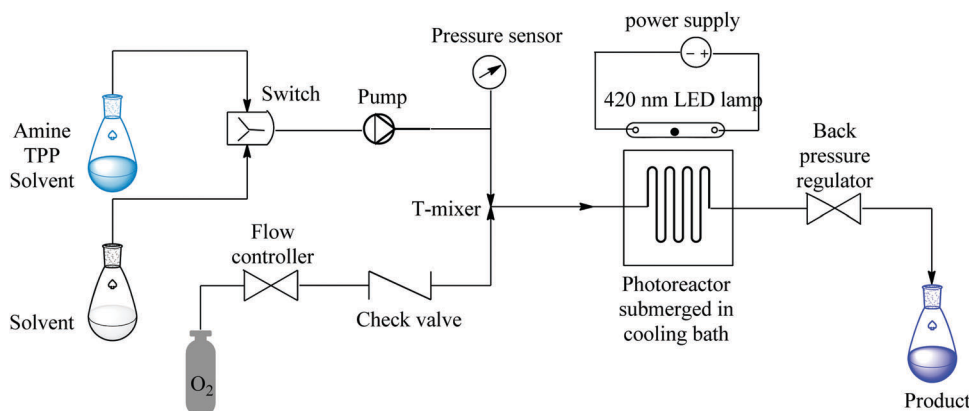 power supply
- +
Pressure sensor
420 nm LED lamp
Switch
Pump
Amine
TPP
Solvent
Back
pressure
regulator
T-mixer
Flow
controller
Solvent
Check valve
Photoreactor
submerged in
cooling bath
O₂
Product